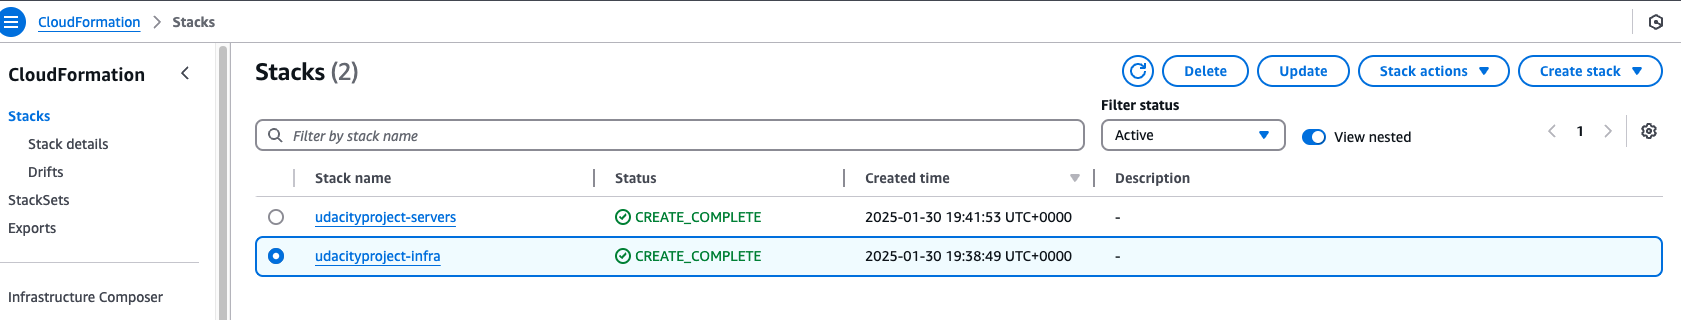 CloudFormation > Stacks
CloudFormation
Stacks
Stack details
Drifts
StackSets
Exports
Infrastructure Composer
Stacks (2)
Delete Update Stack actions Create stack
Filter by stack name
Filter status
Active
View nested
1
Stack name Status Created time Description
udacityproject-servers CREATE_COMPLETE 2025-01-30 19:41:53 UTC+0000 -
udacityproject-infra CREATE_COMPLETE 2025-01-30 19:38:49 UTC+0000 -